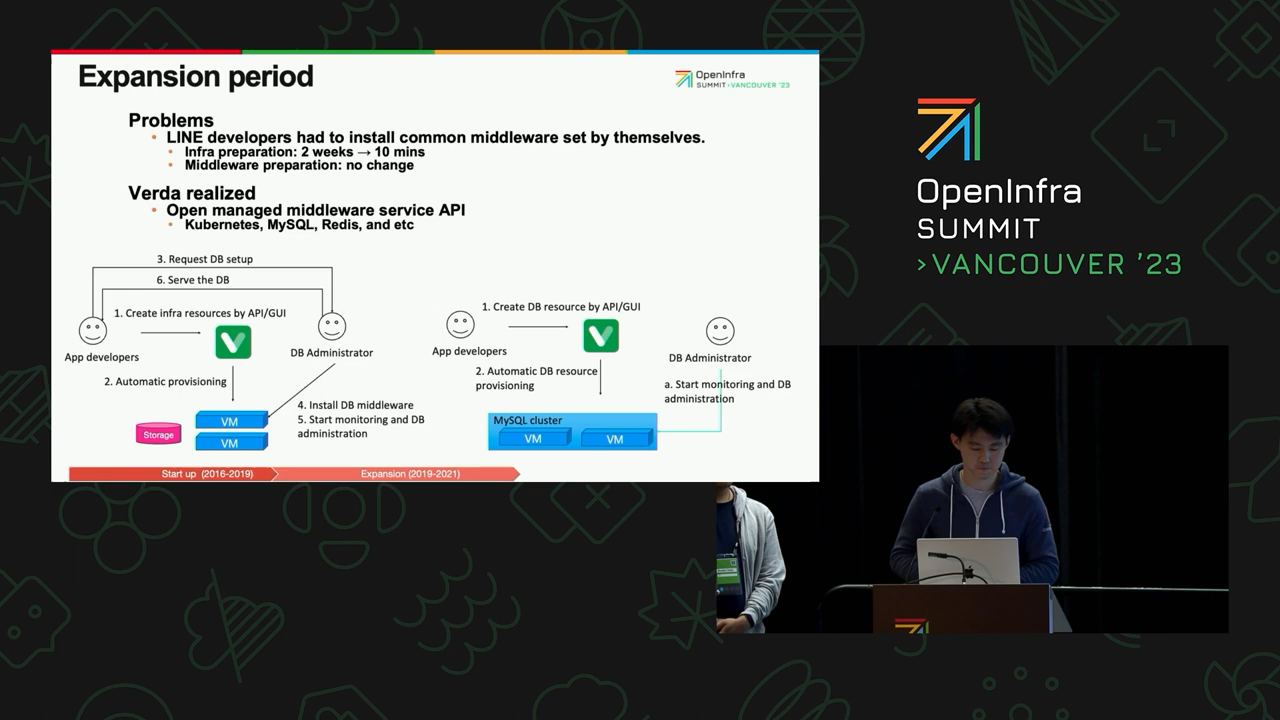 Expansion period
OpenInfra
SUMMIT › VANCOUVER '23
Problems
• LINE developers had to install common middleware set by themselves.
• Infra preparation: 2 weeks → 10 mins
• Middleware preparation: no change
Verda realized
• Open managed middleware service API
• Kubernetes, MySQL, Redis, and etc
3. Request DB setup
6. Serve the DB
1. Create infra resources by API/GUI
App developers
DB Administrator
2. Automatic provisioning
4. Install DB middleware
5. Start monitoring and DB
administration
Storage
VM
VM
1. Create DB resource by API/GUI
App developers
DB Administrator
2. Automatic DB resource
provisioning
a. Start monitoring and DB
administration
MySQL cluster
VM
VM
Start up (2016-2019)
Expansion (2019-2021)
OpenInfra
SUMMIT
›VANCOUVER '23